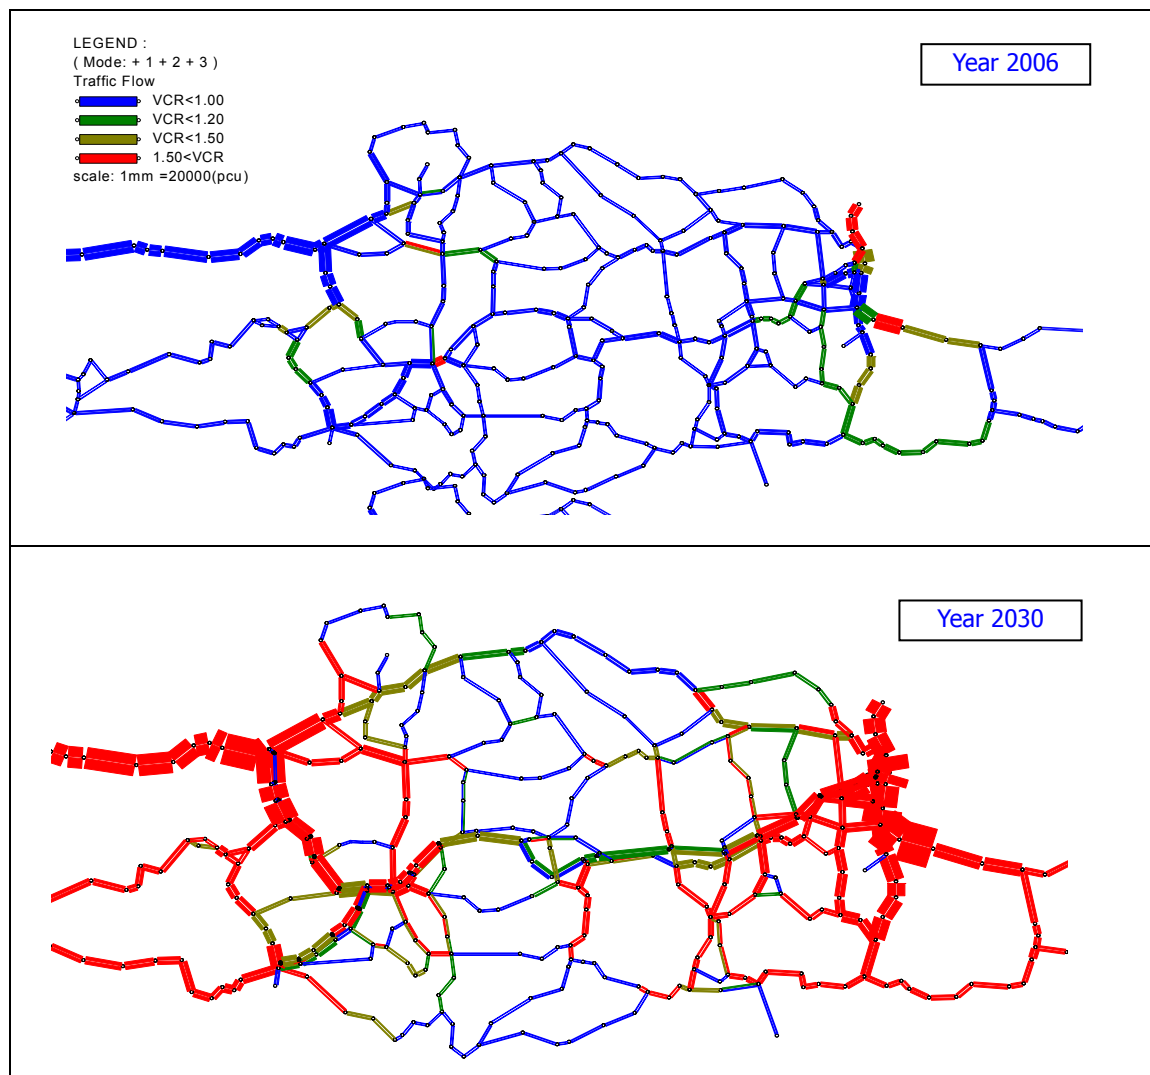 LEGEND :
( Mode: + 1 + 2 + 3 )
Traffic Flow
VCR<1.00
VCR<1.20
VCR<1.50
1.50<VCR
scale: 1mm =20000(pcu)
Year 2006
Year 2030